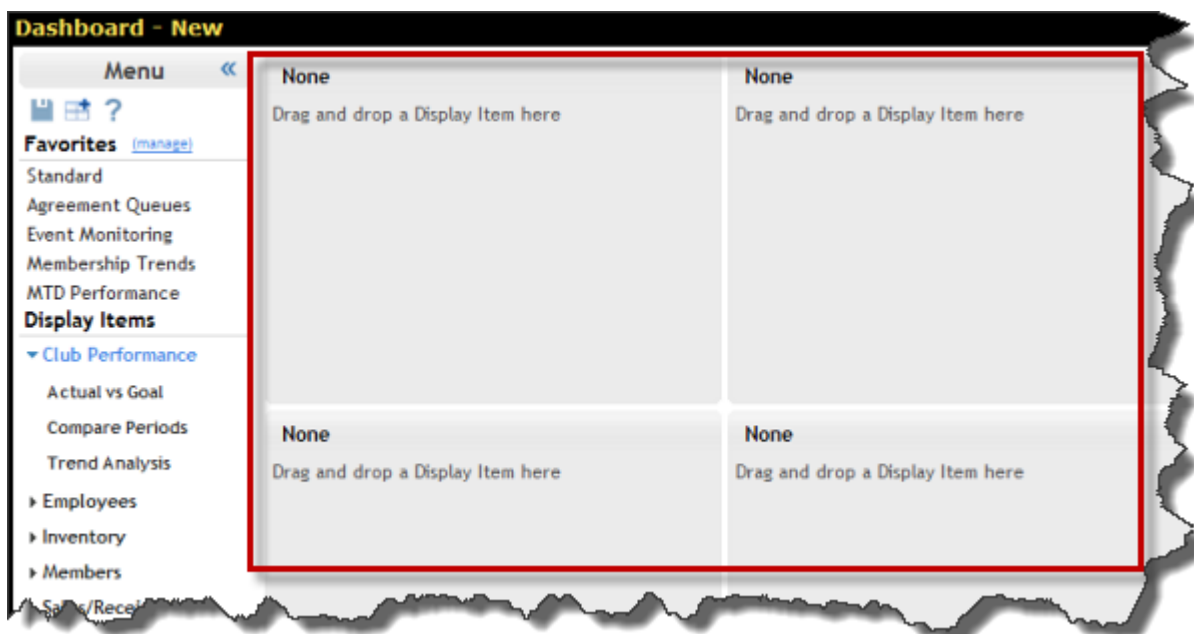 Dashboard - New
Menu «
?
Favorites (manage)
Standard
Agreement Queues
Event Monitoring
Membership Trends
MTD Performance
Display Items
Club Performance
Actual vs Goal
Compare Periods
Trend Analysis
Employees
Inventory
Members
None
Drag and drop a Display Item here
None
Drag and drop a Display Item here
None
Drag and drop a Display Item here
None
Drag and drop a Display Item here